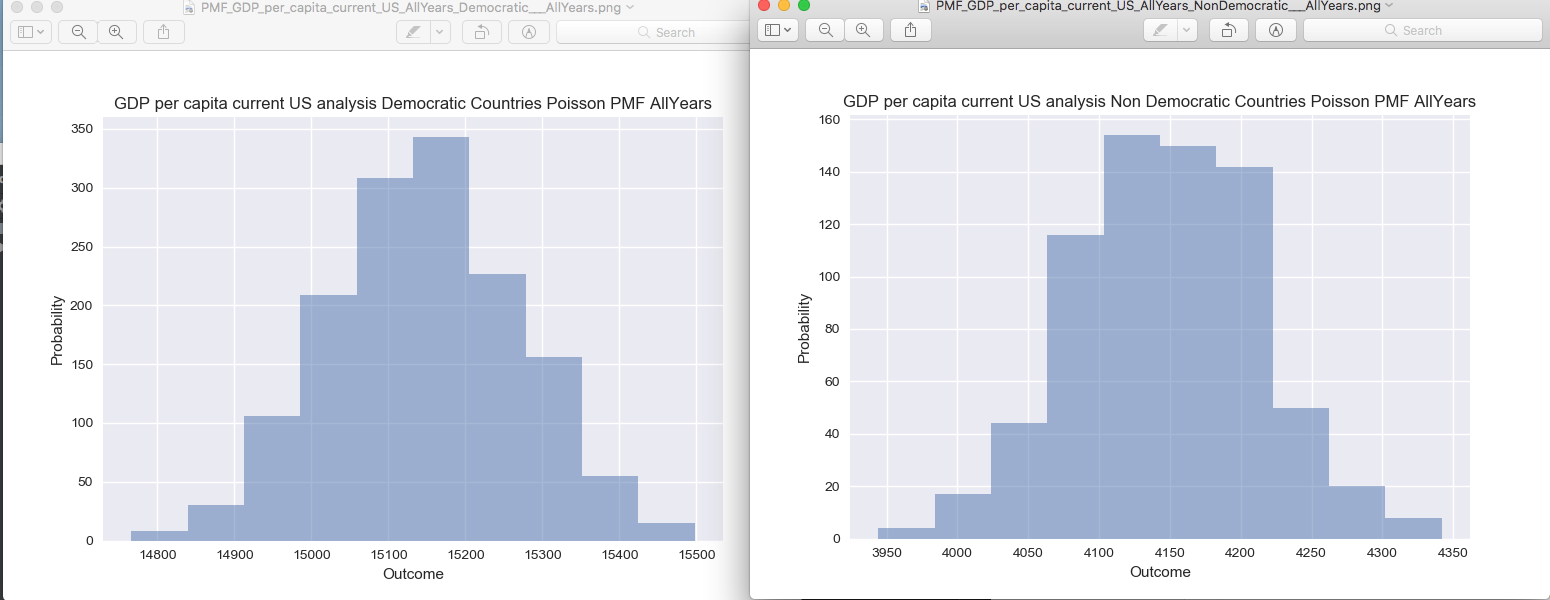 PMF_GDP_per_capita_current_US_AllYears_Democratic___AllYears.png
Search
GDP per capita current US analysis Democratic Countries Poisson PMF AllYears
350
300
250
200
150
100
50
0
Probability
14800 14900 15000 15100 15200 15300 15400 15500
Outcome
PMF_GDP_per_capita_current_US_AllYears_NonDemocratic___AllYears.png
Search
GDP per capita current US analysis Non Democratic Countries Poisson PMF AllYears
160
140
120
100
80
60
40
20
0
Probability
3950 4000 4050 4100 4150 4200 4250 4300 4350
Outcome